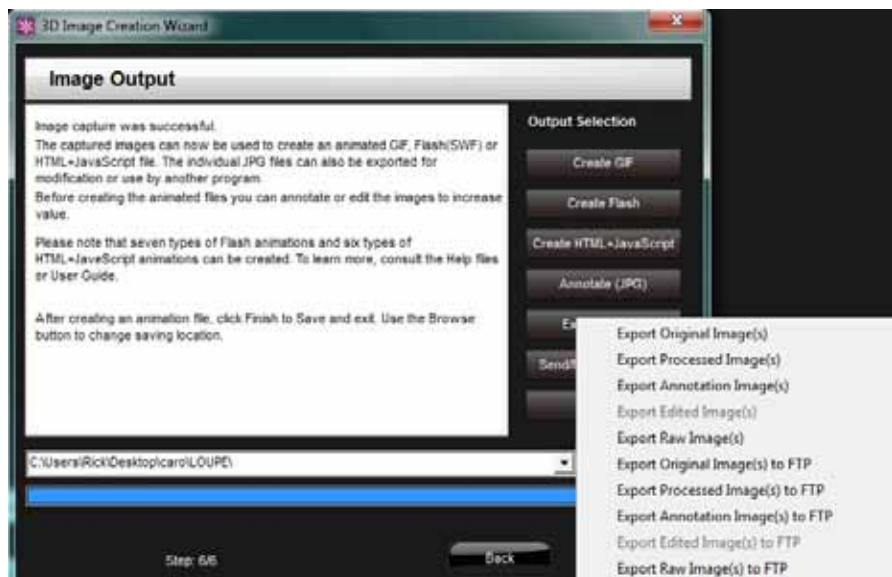 3D Image Creation Wizard
Image Output
Image capture was successful.
The captured images can now be used to create an animated GIF, Flash(SWF) or
HTML+JavaScript file. The individual JPG files can also be exported for
modification or use by another program.
Before creating the animated files you can annotate or edit the images to increase
value.
Please note that seven types of Flash animations and six types of
HTML+JaveScript animations can be created. To learn more, consult the Help files
or User Guide.
After creating an animation file, click Finish to Save and exit. Use the Browse
button to change saving location.
Output Selection
Create GIF
Create Flash
Create HTML+JavaScript
Annotate (JPG)
Export Original Image(s)
Export Processed Image(s)
Export Annotation Image(s)
Export Edited Image(s)
Export Raw Image(s)
Export Original Image(s) to FTP
Export Processed Image(s) to FTP
Export Annotation Image(s) to FTP
Export Edited Image(s) to FTP
Export Raw Image(s) to FTP
C:\Users\Rick\Desktop\caro\LOUPE\
Step: 6/6
Back